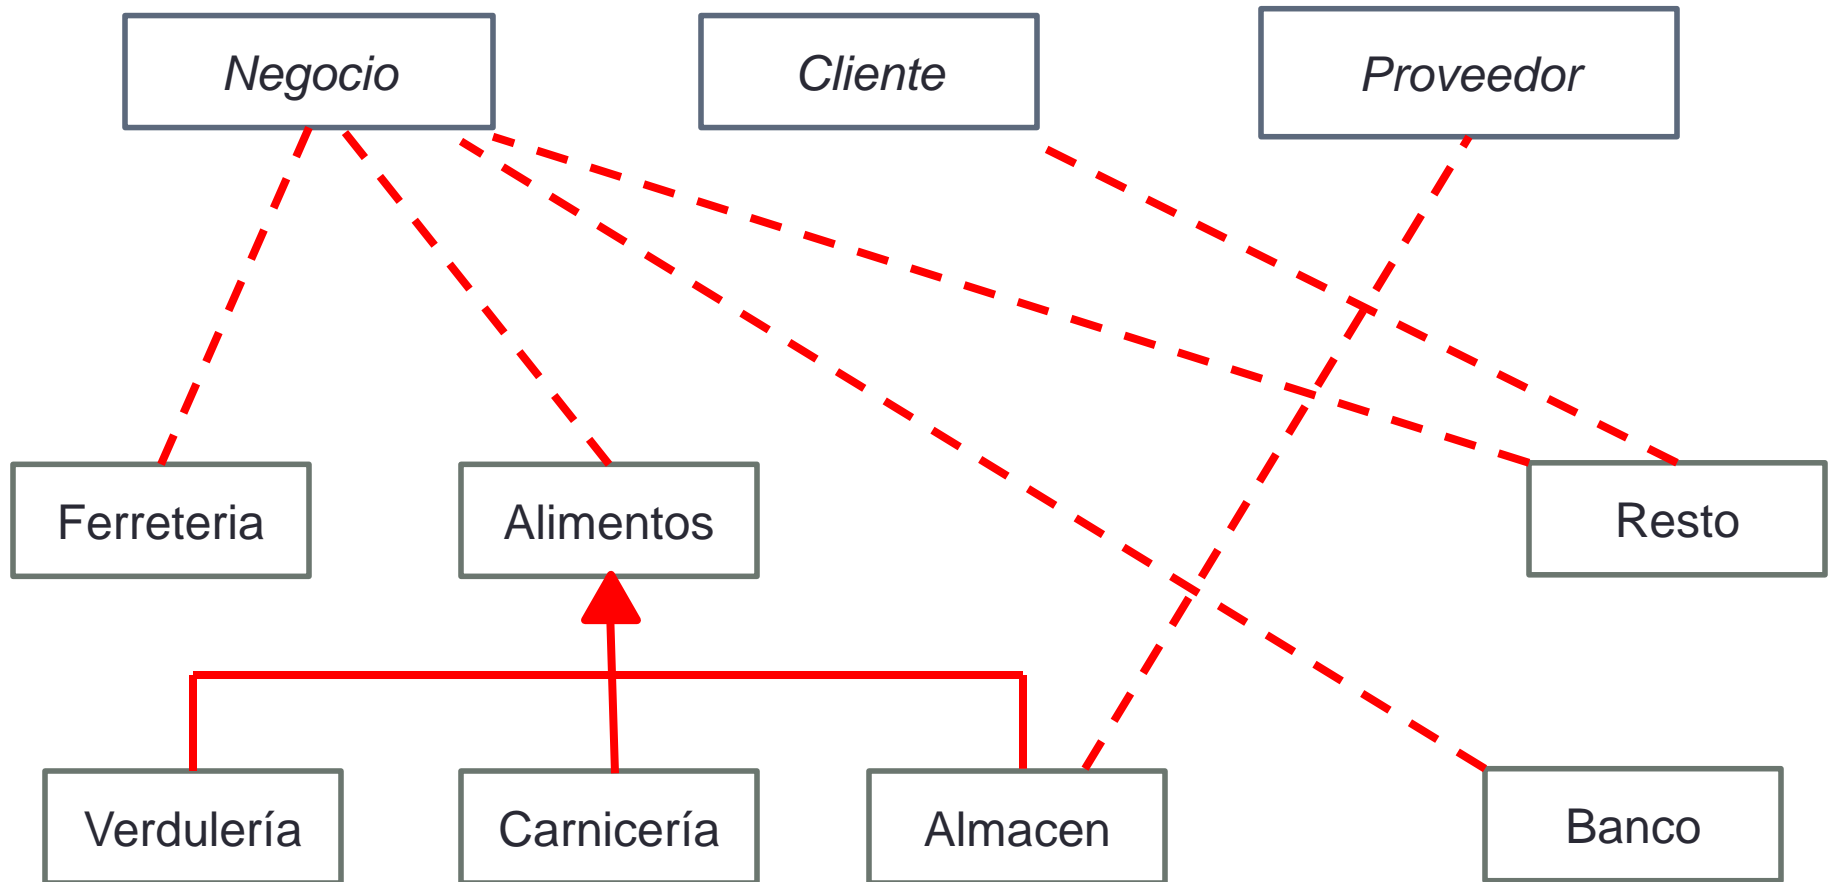 Negocio
Cliente
Proveedor
Ferreteria
Alimentos
Resto
Verdulería
Carnicería
Almacen
Banco